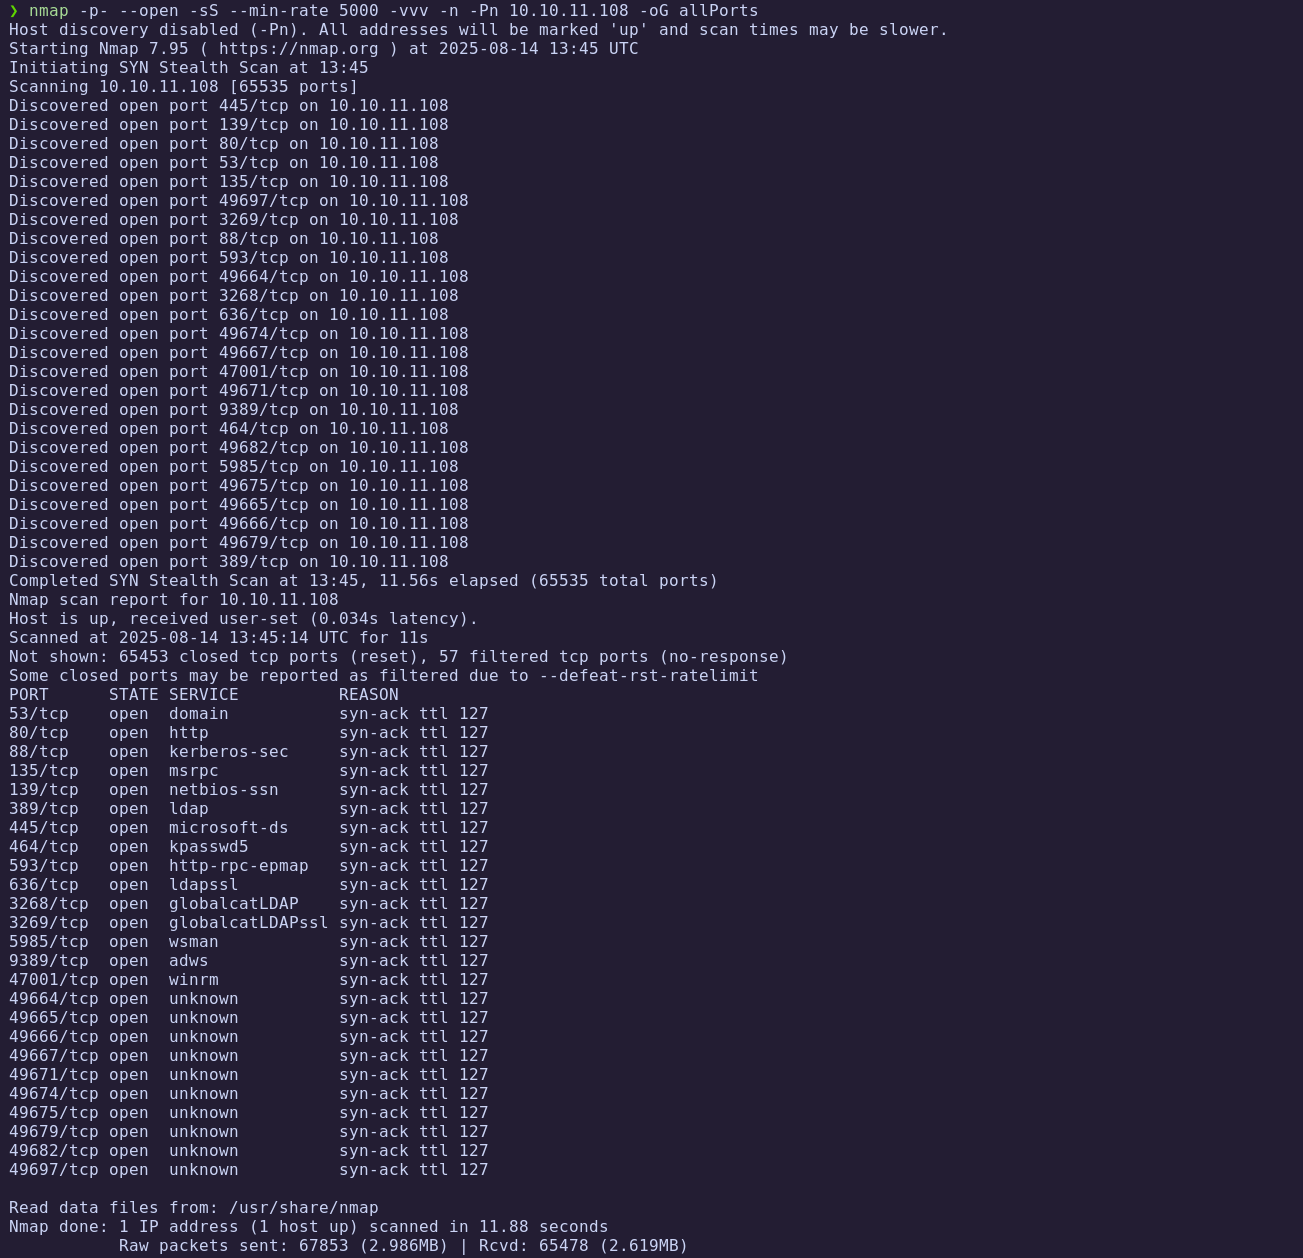 ❯ nmap -p- --open -sS --min-rate 5000 -vvv -n -Pn 10.10.11.108 -oG allPorts
Host discovery disabled (-Pn). All addresses will be marked 'up' and scan times may be slower.
Starting Nmap 7.95 ( https://nmap.org ) at 2025-08-14 13:45 UTC
Initiating SYN Stealth Scan at 13:45
Scanning 10.10.11.108 [65535 ports]
Discovered open port 445/tcp on 10.10.11.108
Discovered open port 139/tcp on 10.10.11.108
Discovered open port 80/tcp on 10.10.11.108
Discovered open port 53/tcp on 10.10.11.108
Discovered open port 135/tcp on 10.10.11.108
Discovered open port 49697/tcp on 10.10.11.108
Discovered open port 3269/tcp on 10.10.11.108
Discovered open port 88/tcp on 10.10.11.108
Discovered open port 593/tcp on 10.10.11.108
Discovered open port 49664/tcp on 10.10.11.108
Discovered open port 3268/tcp on 10.10.11.108
Discovered open port 636/tcp on 10.10.11.108
Discovered open port 49674/tcp on 10.10.11.108
Discovered open port 49667/tcp on 10.10.11.108
Discovered open port 47001/tcp on 10.10.11.108
Discovered open port 49671/tcp on 10.10.11.108
Discovered open port 9389/tcp on 10.10.11.108
Discovered open port 464/tcp on 10.10.11.108
Discovered open port 49682/tcp on 10.10.11.108
Discovered open port 5985/tcp on 10.10.11.108
Discovered open port 49675/tcp on 10.10.11.108
Discovered open port 49665/tcp on 10.10.11.108
Discovered open port 49666/tcp on 10.10.11.108
Discovered open port 49679/tcp on 10.10.11.108
Discovered open port 389/tcp on 10.10.11.108
Completed SYN Stealth Scan at 13:45, 11.56s elapsed (65535 total ports)
Nmap scan report for 10.10.11.108
Host is up, received user-set (0.034s latency).
Scanned at 2025-08-14 13:45:14 UTC for 11s
Not shown: 65453 closed tcp ports (reset), 57 filtered tcp ports (no-response)
Some closed ports may be reported as filtered due to --defeat-rst-ratelimit
PORT      STATE SERVICE          REASON
53/tcp    open  domain           syn-ack ttl 127
80/tcp    open  http             syn-ack ttl 127
88/tcp    open  kerberos-sec     syn-ack ttl 127
135/tcp   open  msrpc            syn-ack ttl 127
139/tcp   open  netbios-ssn      syn-ack ttl 127
389/tcp   open  ldap             syn-ack ttl 127
445/tcp   open  microsoft-ds     syn-ack ttl 127
464/tcp   open  kpasswd5         syn-ack ttl 127
593/tcp   open  http-rpc-epmap   syn-ack ttl 127
636/tcp   open  ldapssl          syn-ack ttl 127
3268/tcp  open  globalcatLDAP    syn-ack ttl 127
3269/tcp  open  globalcatLDAPssl syn-ack ttl 127
5985/tcp  open  wsman            syn-ack ttl 127
9389/tcp  open  adws             syn-ack ttl 127
47001/tcp open  winrm            syn-ack ttl 127
49664/tcp open  unknown          syn-ack ttl 127
49665/tcp open  unknown          syn-ack ttl 127
49666/tcp open  unknown          syn-ack ttl 127
49667/tcp open  unknown          syn-ack ttl 127
49671/tcp open  unknown          syn-ack ttl 127
49674/tcp open  unknown          syn-ack ttl 127
49675/tcp open  unknown          syn-ack ttl 127
49679/tcp open  unknown          syn-ack ttl 127
49682/tcp open  unknown          syn-ack ttl 127
49697/tcp open  unknown          syn-ack ttl 127

Read data files from: /usr/share/nmap
Nmap done: 1 IP address (1 host up) scanned in 11.88 seconds
           Raw packets sent: 67853 (2.986MB) | Rcvd: 65478 (2.619MB)